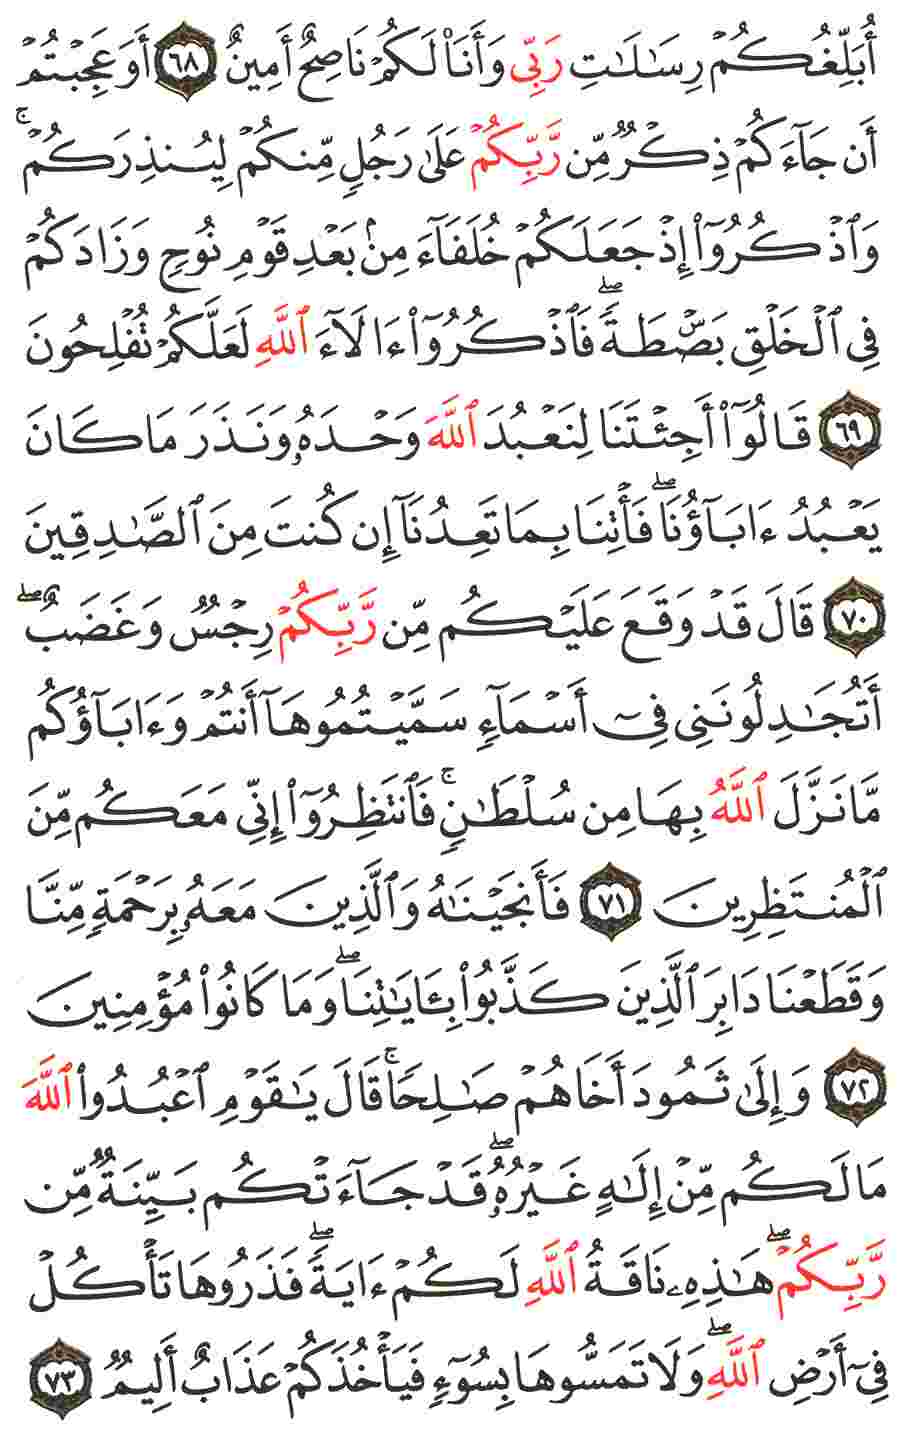 أُبَلِّغُكُمْ رِسَٰلَٰتِ رَبِّى وَأَنَا۠ لَكُمْ نَاصِحٌ أَمِينٌ ٦٨ أَوَعَجِبْتُمْ
أَن جَآءَكُمْ ذِكْرٌ مِّن رَّبِّكُمْ عَلَىٰ رَجُلٍ مِّنكُمْ لِيُنذِرَكُمْ ۚ
وَٱذْكُرُوٓا۟ إِذْ جَعَلَكُمْ خُلَفَآءَ مِنۢ بَعْدِ قَوْمِ نُوحٍ وَزَادَكُمْ
فِى ٱلْخَلْقِ بَصْۜطَةً ۖ فَٱذْكُرُوٓا۟ ءَالَآءَ ٱللَّهِ لَعَلَّكُمْ تُفْلِحُونَ
٦٩ قَالُوٓا۟ أَجِئْتَنَا لِنَعْبُدَ ٱللَّهَ وَحْدَهُۥ وَنَذَرَ مَا كَانَ
يَعْبُدُ ءَابَآؤُنَا ۖ فَأْتِنَا بِمَا تَعِدُنَآ إِن كُنتَ مِنَ ٱلصَّٰدِقِينَ
٧٠ قَالَ قَدْ وَقَعَ عَلَيْكُم مِّن رَّبِّكُمْ رِجْسٌ وَغَضَبٌ ۖ
أَتُجَٰدِلُونَنِى فِىٓ أَسْمَآءٍ سَمَّيْتُمُوهَآ أَنتُمْ وَءَابَآؤُكُم
مَّا نَزَّلَ ٱللَّهُ بِهَا مِن سُلْطَٰنٍ ۚ فَٱنتَظِرُوٓا۟ إِنِّى مَعَكُم مِّنَ
ٱلْمُنتَظِرِينَ ٧١ فَأَنجَيْنَٰهُ وَٱلَّذِينَ مَعَهُۥ بِرَحْمَةٍ مِّنَّا
وَقَطَعْنَا دَابِرَ ٱلَّذِينَ كَذَّبُوا۟ بِـَٔايَٰتِنَا ۖ وَمَا كَانُوا۟ مُؤْمِنِينَ
٧٢ وَإِلَىٰ ثَمُودَ أَخَاهُمْ صَٰلِحًا ۚ قَالَ يَٰقَوْمِ ٱعْبُدُوا۟ ٱللَّهَ
مَا لَكُم مِّنْ إِلَٰهٍ غَيْرُهُۥ ۖ قَدْ جَآءَتْكُم بَيِّنَةٌ مِّن
رَّبِّكُمْ ۖ هَٰذِهِۦ نَاقَةُ ٱللَّهِ لَكُمْ ءَايَةً ۖ فَذَرُوهَا تَأْكُلْ
فِىٓ أَرْضِ ٱللَّهِ ۖ وَلَا تَمَسُّوهَا بِسُوٓءٍ فَيَأْخُذَكُمْ عَذَابٌ أَلِيمٌ ٧٣